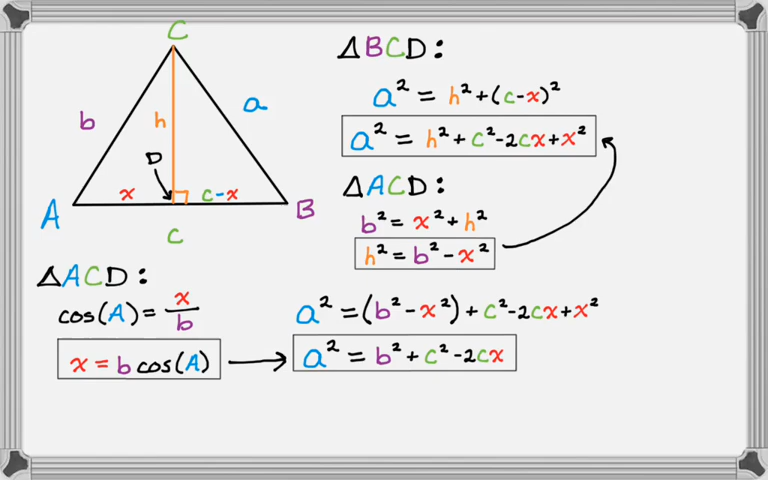 C
b
h
a
D
x
c-x
A
B
c
ΔBCD:
a² = h²+(c-x)²
a² = h²+c²-2cx+x²
ΔACD:
b²= x²+h²
h²= b²-x²
ΔACD:
cos(A)= x/b
x = b cos(A)
a² =(b²-x²)+c²-2cx+x²
a² = b²+c²-2cx